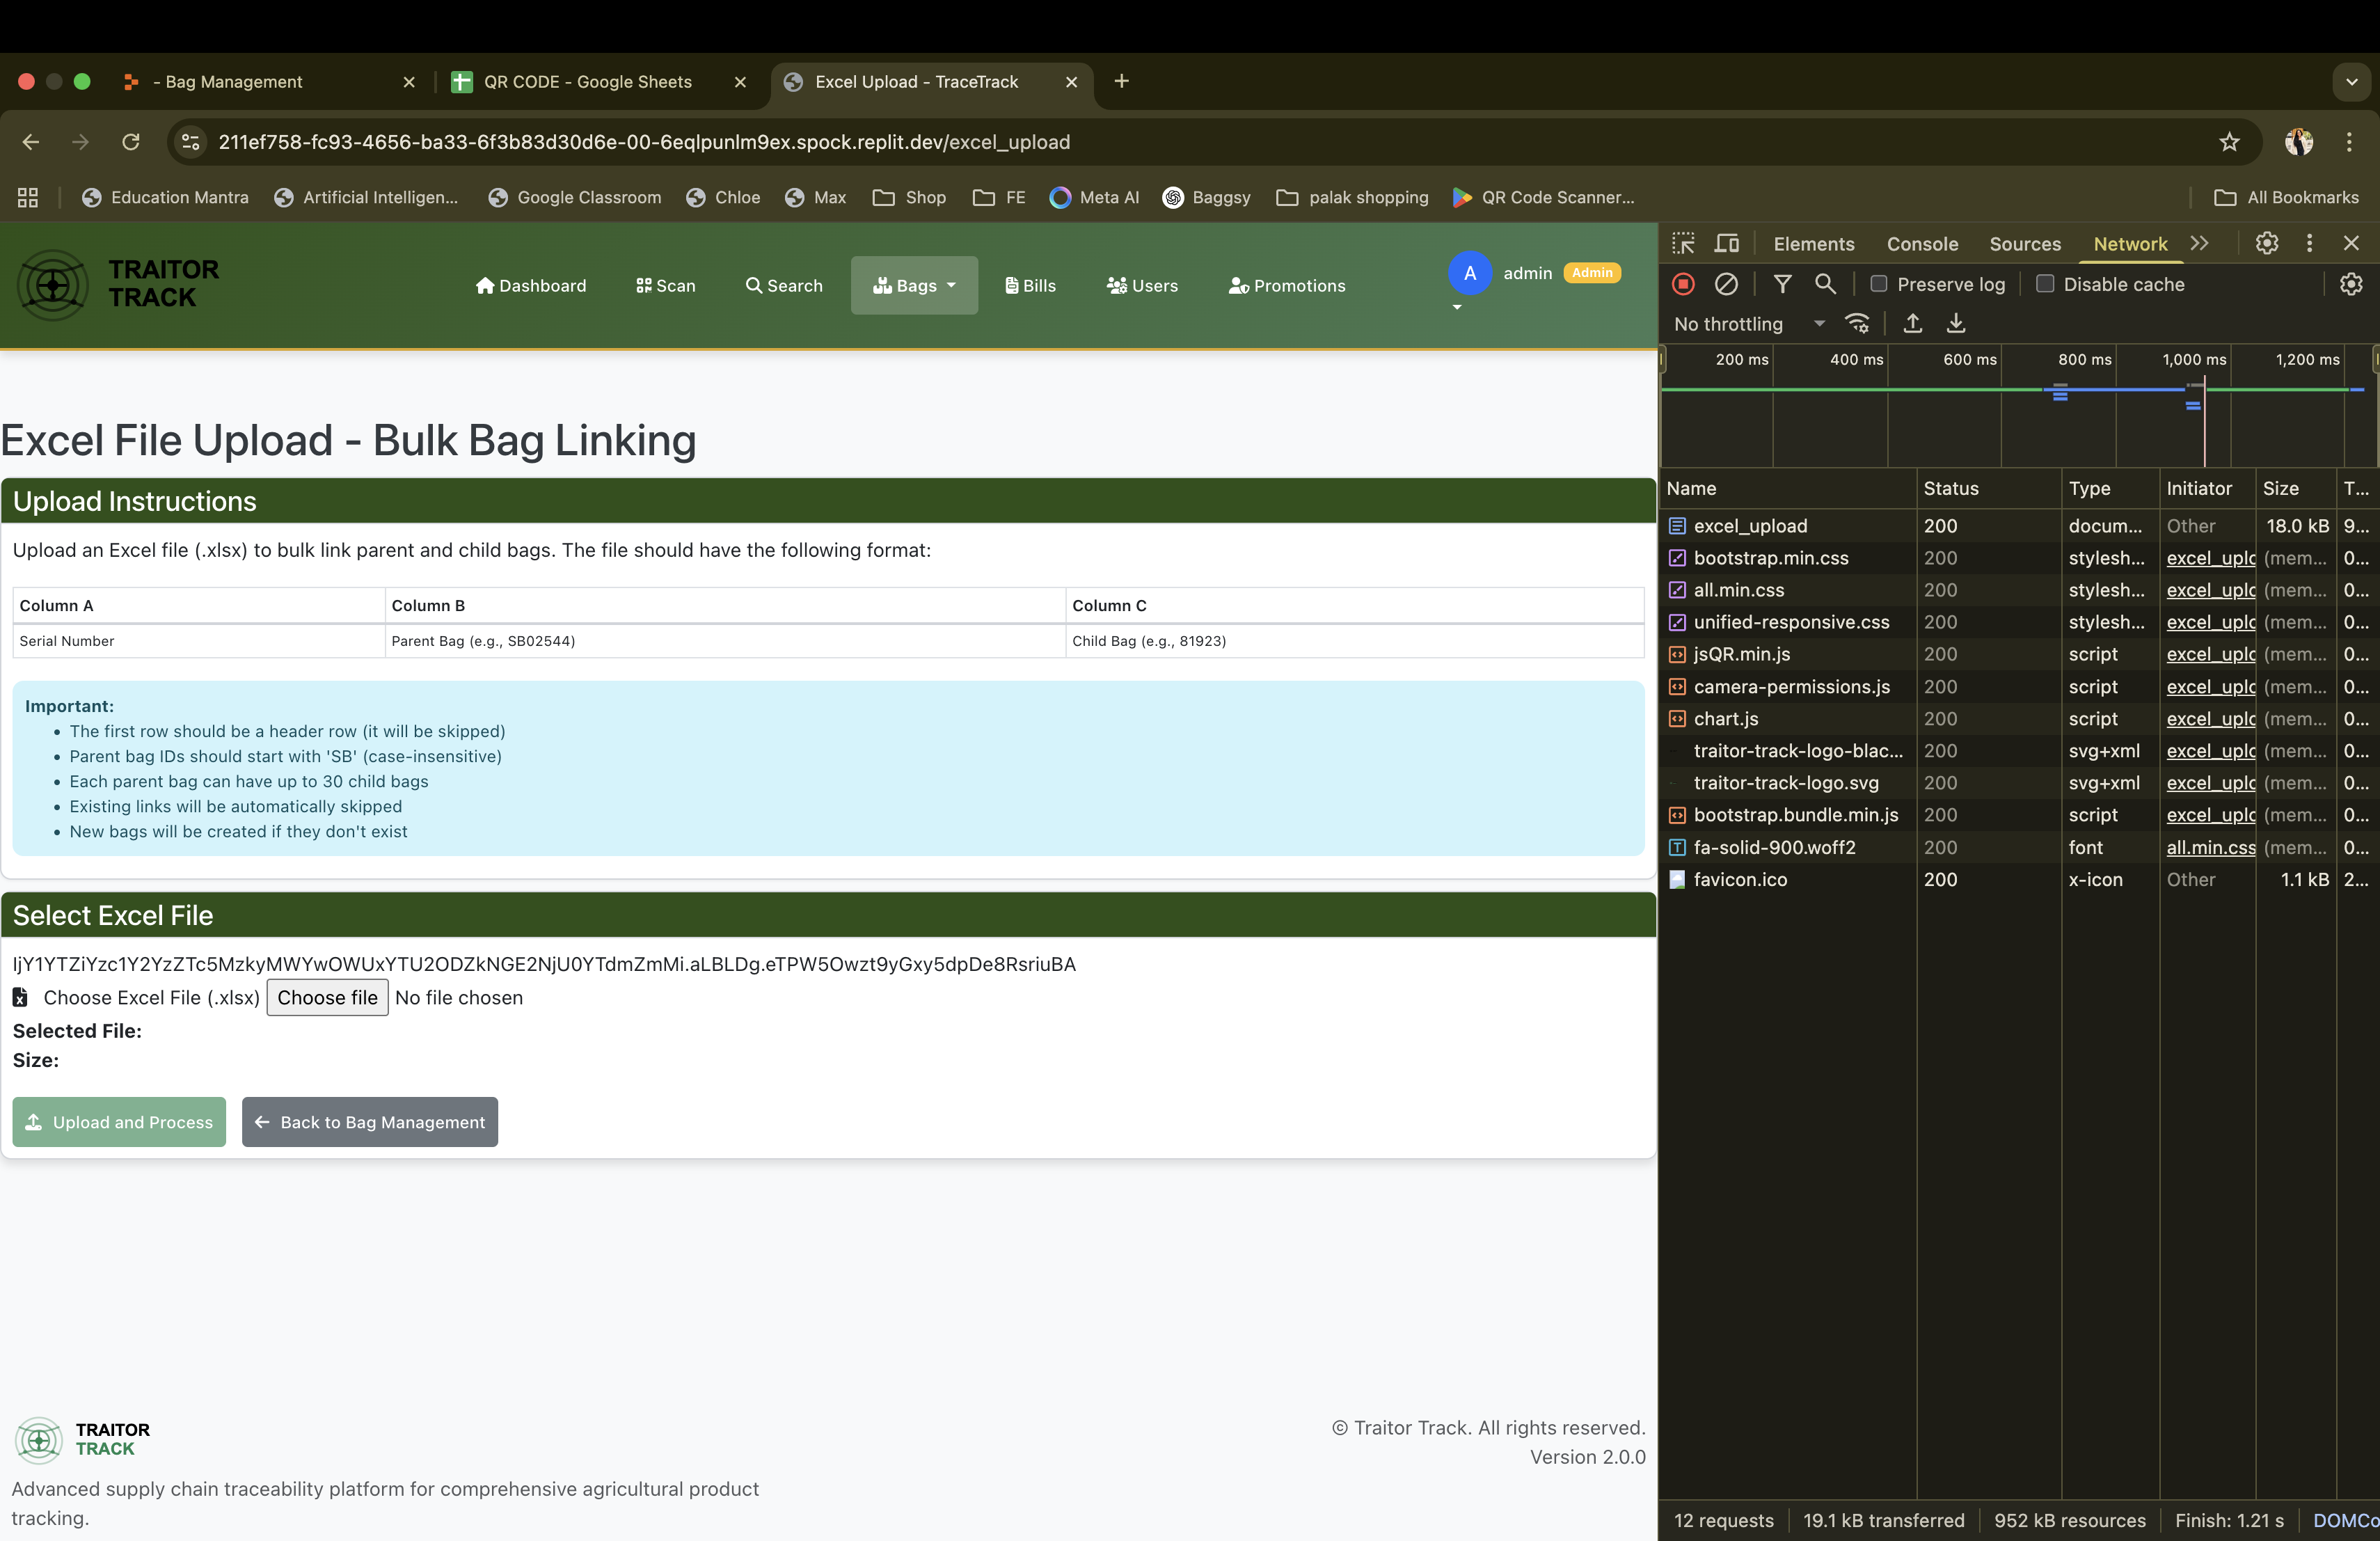 - Bag Management
QR CODE - Google Sheets
Excel Upload - TraceTrack
211ef758-fc93-4656-ba33-6f3b83d30d6e-00-6eqlpunlm9ex.spock.replit.dev/excel_upload
Education Mantra
Artificial Intelligen...
Google Classroom
Chloe
Max
Shop
FE
Meta AI
Baggsy
palak shopping
QR Code Scanner...
All Bookmarks
TRAITOR
TRACK
Dashboard
Scan
Search
Bags
Bills
Users
Promotions
A
admin
Admin
Excel File Upload - Bulk Bag Linking
Upload Instructions
Upload an Excel file (.xlsx) to bulk link parent and child bags. The file should have the following format:
Column A Column B Column C
Serial Number Parent Bag (e.g., SB02544) Child Bag (e.g., 81923)
Important:
• The first row should be a header row (it will be skipped)
• Parent bag IDs should start with 'SB' (case-insensitive)
• Each parent bag can have up to 30 child bags
• Existing links will be automatically skipped
• New bags will be created if they don't exist
Select Excel File
IjY1YTZiYzc1Y2YzZTc5MzkyMWYwOWUxYTU2ODZkNGE2NjU0YTdmZmMi.aLBLDg.eTPW5Owzt9yGxy5dpDe8RsriuBA
Choose Excel File (.xlsx) Choose file No file chosen
Selected File:
Size:
Upload and Process
Back to Bag Management
TRAITOR
TRACK
Advanced supply chain traceability platform for comprehensive agricultural product
tracking.
© Traitor Track. All rights reserved.
Version 2.0.0
Elements Console Sources Network
Preserve log Disable cache
No throttling
200 ms 400 ms 600 ms 800 ms 1,000 ms 1,200 ms
Name Status Type Initiator Size T...
excel_upload 200 docum... Other 18.0 kB 9...
bootstrap.min.css 200 stylesh... excel_uplo (mem... 0...
all.min.css 200 stylesh... excel_uplo (mem... 0...
unified-responsive.css 200 stylesh... excel_uplo (mem... 0...
jsQR.min.js 200 script excel_uplo (mem... 0...
camera-permissions.js 200 script excel_uplo (mem... 0...
chart.js 200 script excel_uplo (mem... 0...
traitor-track-logo-blac... 200 svg+xml excel_uplo (mem... 0...
traitor-track-logo.svg 200 svg+xml excel_uplo (mem... 0...
bootstrap.bundle.min.js 200 script excel_uplo (mem... 0...
fa-solid-900.woff2 200 font all.min.css (mem... 0...
favicon.ico 200 x-icon Other 1.1 kB 2...
12 requests 19.1 kB transferred 952 kB resources Finish: 1.21 s DOMCo